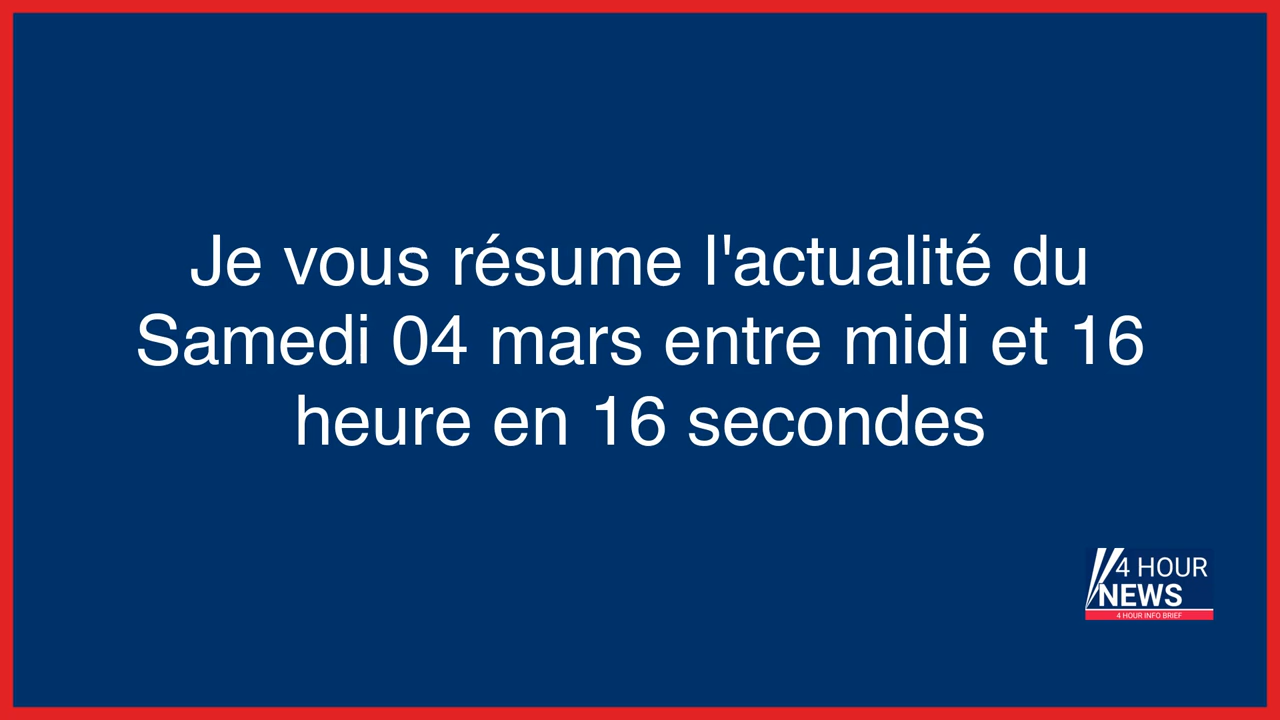 Je vous résume l'actualité du
Samedi 04 mars entre midi et 16
heure en 16 secondes
4 HOUR
NEWS
4 HOUR INFO BRIEF